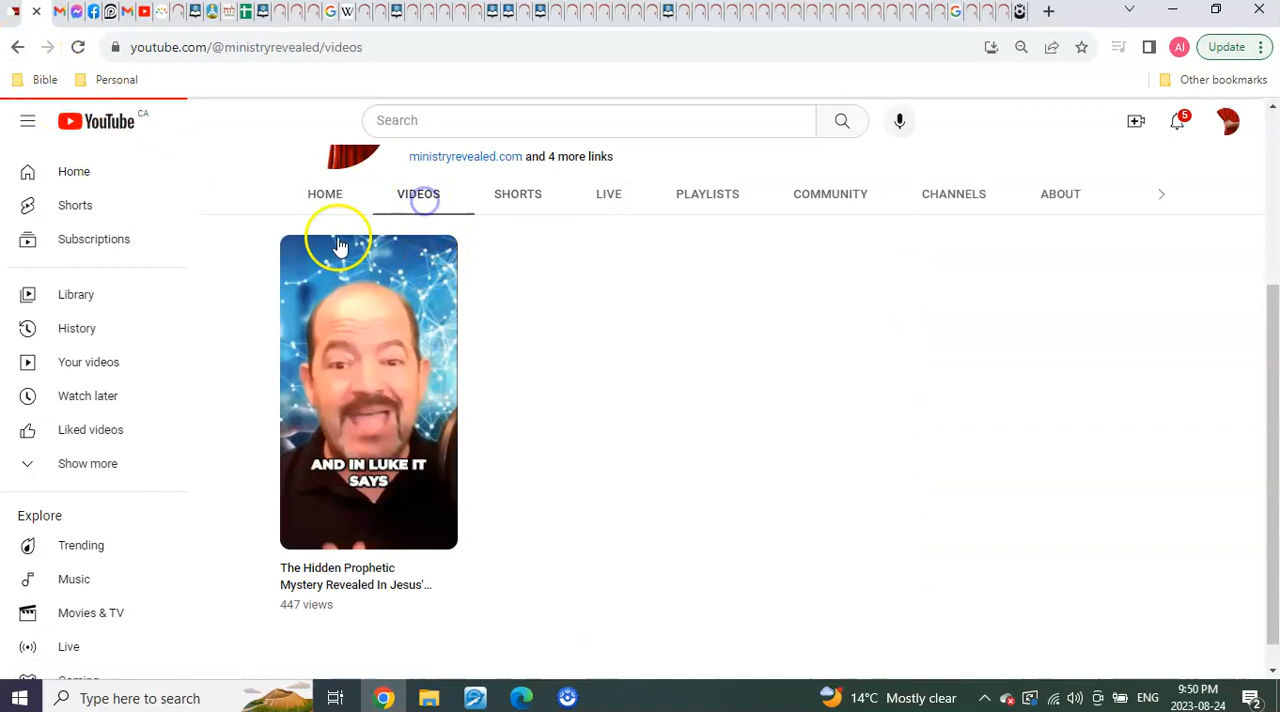 youtube.com/@ministryrevealed/videos
AI
Update
Bible
Personal
Other bookmarks
YouTube CA
Search
5
ministryrevealed.com and 4 more links
HOME
VIDEOS
SHORTS
LIVE
PLAYLISTS
COMMUNITY
CHANNELS
ABOUT
Home
Shorts
Subscriptions
Library
History
Your videos
Watch later
Liked videos
Show more
Explore
Trending
Music
Movies & TV
Live
AND IN LUKE IT
SAYS
The Hidden Prophetic
Mystery Revealed In Jesus'...
447 views
Type here to search
14°C Mostly clear
ENG
9:50 PM
2023-08-24
2